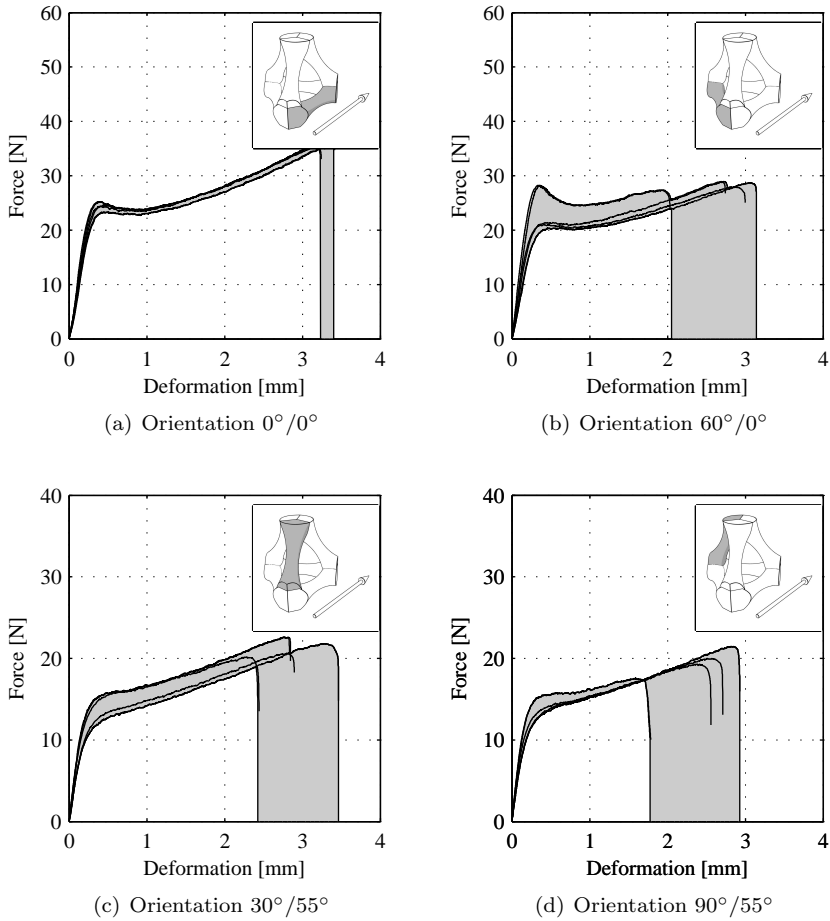 60
50
40
30
20
10
0
0 1 2 3 4
Force [N]
Deformation [mm]
(a) Orientation 0°/0°
60
50
40
30
20
10
0
0 1 2 3 4
Force [N]
Deformation [mm]
(b) Orientation 60°/0°
40
30
20
10
0
0 1 2 3 4
Force [N]
Deformation [mm]
(c) Orientation 30°/55°
40
30
20
10
0
0 1 2 3 4
Force [N]
Deformation [mm]
(d) Orientation 90°/55°